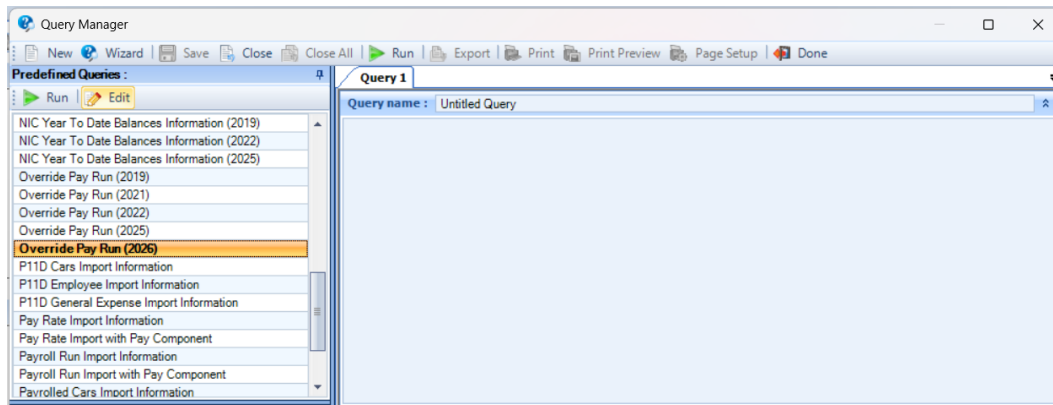 Query Manager
New Wizard Save Close Close All Run Export Print Print Preview Page Setup Done
Predefined Queries :
Run Edit
NIC Year To Date Balances Information (2019)
NIC Year To Date Balances Information (2022)
NIC Year To Date Balances Information (2025)
Override Pay Run (2019)
Override Pay Run (2021)
Override Pay Run (2022)
Override Pay Run (2025)
Override Pay Run (2026)
P11D Cars Import Information
P11D Employee Import Information
P11D General Expense Import Information
Pay Rate Import Information
Pay Rate Import with Pay Component
Payroll Run Import Information
Payroll Run Import with Pay Component
Payrolled Cars Import Information
Query 1
Query name : Untitled Query